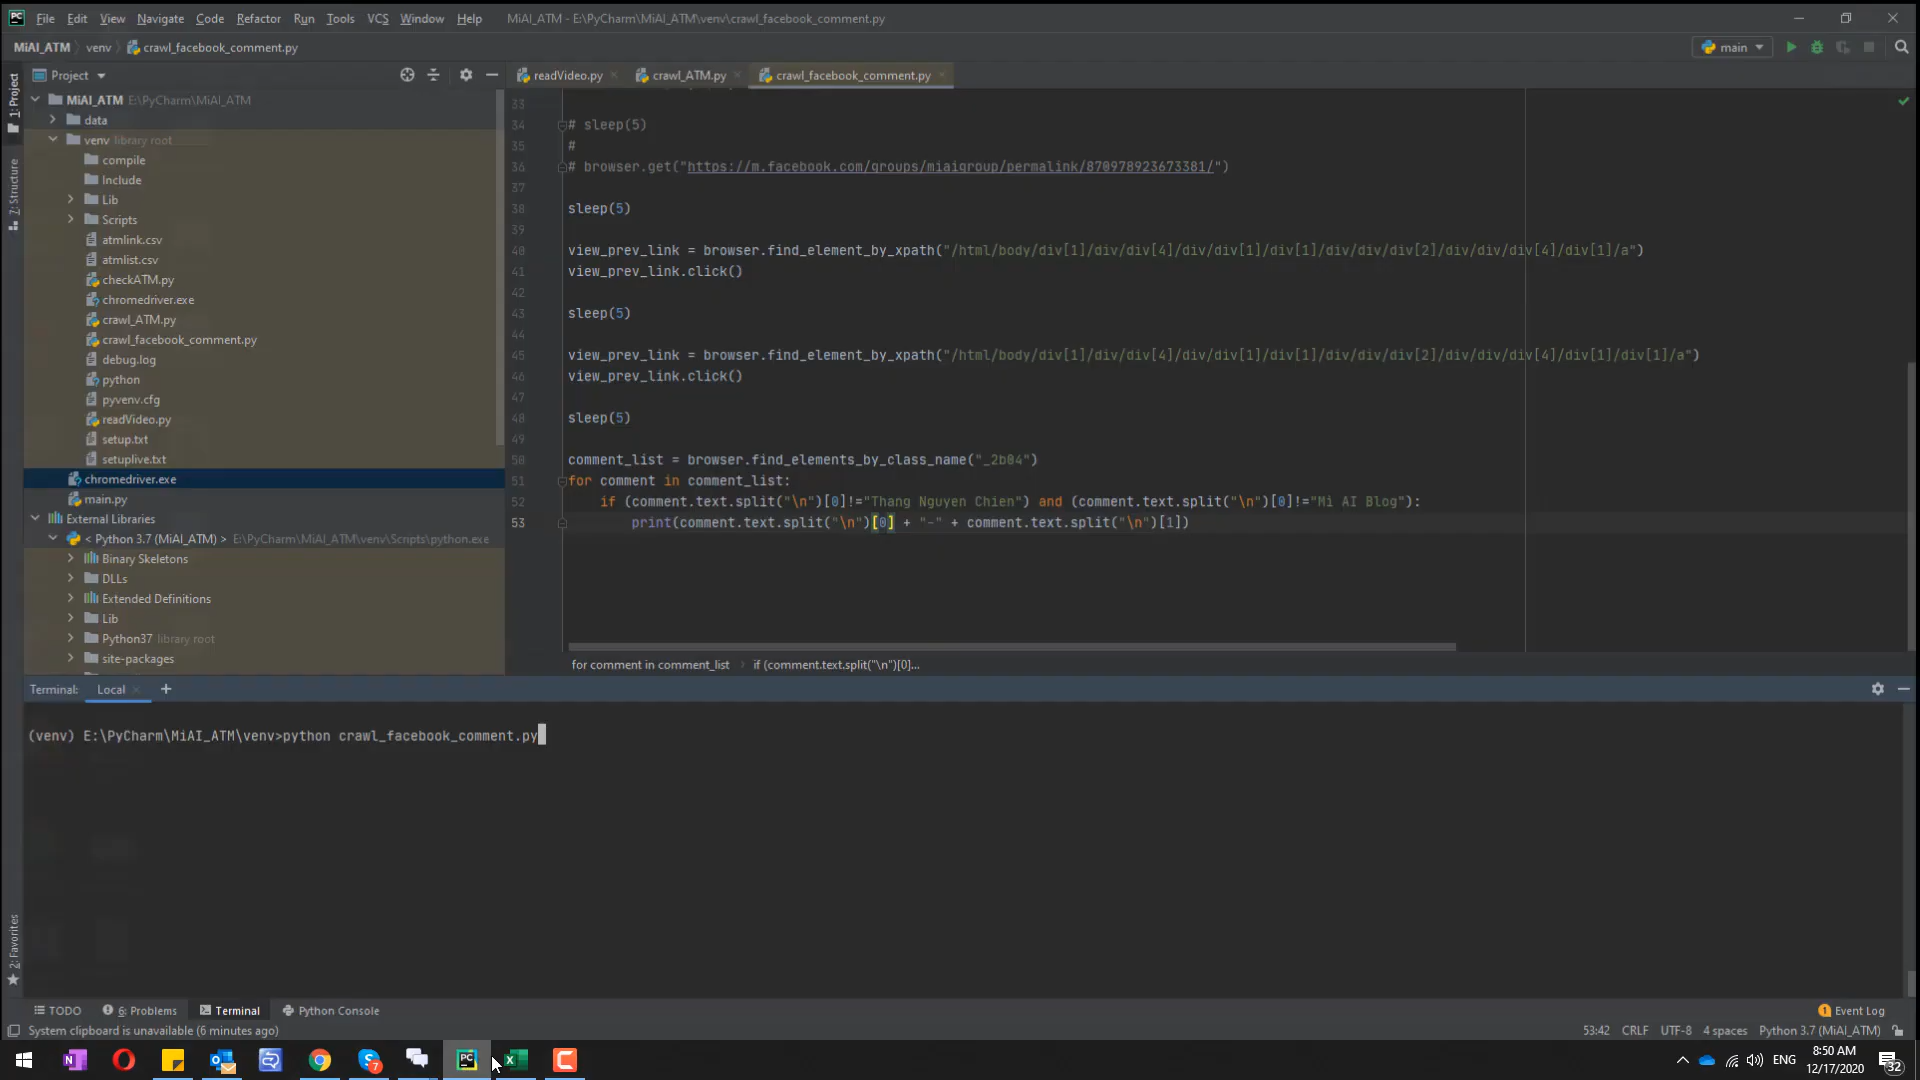 File Edit View Navigate Code Refactor Run Tools VCS Window Help MiAI_ATM - E:\PyCharm\MiAI_ATM\venv\crawl_facebook_comment.py
MiAI_ATM venv crawl_facebook_comment.py main
Project
readVideo.py crawl_ATM.py crawl_facebook_comment.py
1: Project
7: Structure
2: Favorites
MiAI_ATM E:\PyCharm\MiAI_ATM
data
venv library root
compile
Include
Lib
Scripts
atmlink.csv
atmlist.csv
checkATM.py
chromedriver.exe
crawl_ATM.py
crawl_facebook_comment.py
debug.log
python
pyvenv.cfg
readVideo.py
setup.txt
setuplive.txt
chromedriver.exe
main.py
External Libraries
< Python 3.7 (MiAI_ATM) > E:\PyCharm\MiAI_ATM\venv\Scripts\python.exe
Binary Skeletons
DLLs
Extended Definitions
Lib
Python37 library root
site-packages
33
34 # sleep(5)
35 #
36 # browser.get("https://m.facebook.com/groups/miaigroup/permalink/870978923673381/")
37
38 sleep(5)
39
40 view_prev_link = browser.find_element_by_xpath("/html/body/div[1]/div/div[4]/div/div[1]/div[1]/div/div/div[2]/div/div/div[4]/div[1]/a")
41 view_prev_link.click()
42
43 sleep(5)
44
45 view_prev_link = browser.find_element_by_xpath("/html/body/div[1]/div/div[4]/div/div[1]/div[1]/div/div/div[2]/div/div/div[4]/div[1]/div[1]/a")
46 view_prev_link.click()
47
48 sleep(5)
49
50 comment_list = browser.find_elements_by_class_name("_2b04")
51 for comment in comment_list:
52 if (comment.text.split("\n")[0]!="Thang Nguyen Chien") and (comment.text.split("\n")[0]!="Mi AI Blog"):
53 print(comment.text.split("\n")[0] + "-" + comment.text.split("\n")[1])
for comment in comment_list if (comment.text.split("\n")[0]...
Terminal: Local +
(venv) E:\PyCharm\MiAI_ATM\venv>python crawl_facebook_comment.py
TODO 6: Problems Terminal Python Console 1 Event Log
System clipboard is unavailable (6 minutes ago) 53:42 CRLF UTF-8 4 spaces Python 3.7 (MiAI_ATM)
ENG 8:50 AM
12/17/2020 32